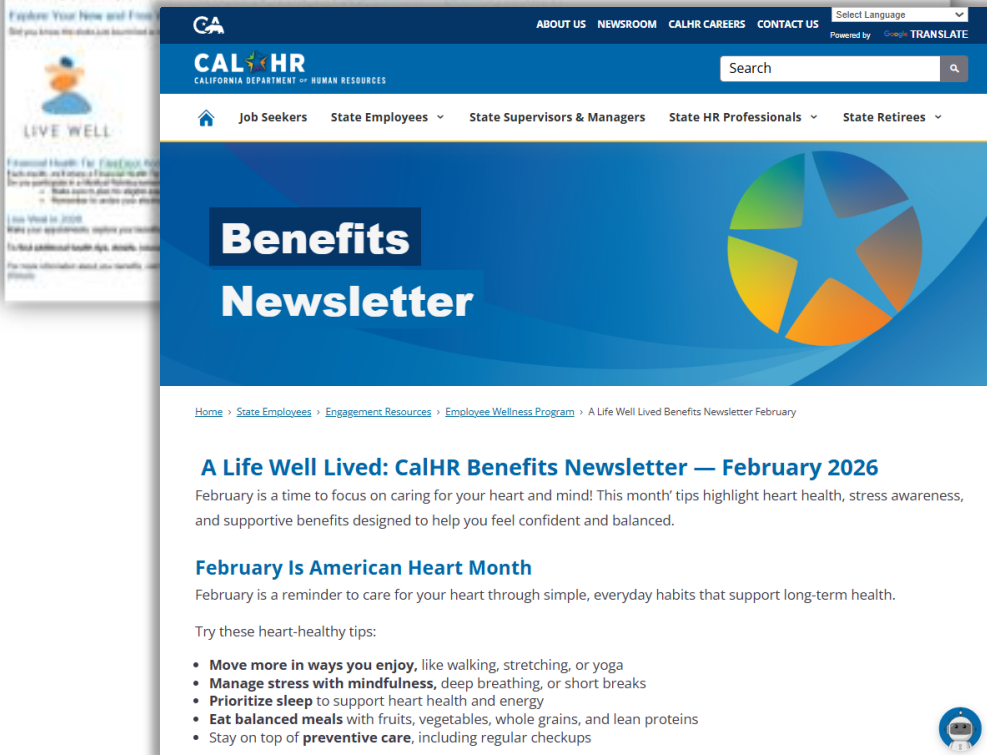 Explore Your New and Free
LIVE WELL
Financial Health Tip:
Live Well in 2026
CA
ABOUT US NEWSROOM CALHR CAREERS CONTACT US
Select Language
Powered by Google TRANSLATE
CAL HR
CALIFORNIA DEPARTMENT OF HUMAN RESOURCES
Search
Job Seekers State Employees State Supervisors & Managers State HR Professionals State Retirees
Benefits
Newsletter
Home › State Employees › Engagement Resources › Employee Wellness Program › A Life Well Lived Benefits Newsletter February
A Life Well Lived: CalHR Benefits Newsletter — February 2026
February is a time to focus on caring for your heart and mind! This month’ tips highlight heart health, stress awareness,
and supportive benefits designed to help you feel confident and balanced.
February Is American Heart Month
February is a reminder to care for your heart through simple, everyday habits that support long-term health.
Try these heart-healthy tips:
• Move more in ways you enjoy, like walking, stretching, or yoga
• Manage stress with mindfulness, deep breathing, or short breaks
• Prioritize sleep to support heart health and energy
• Eat balanced meals with fruits, vegetables, whole grains, and lean proteins
• Stay on top of preventive care, including regular checkups